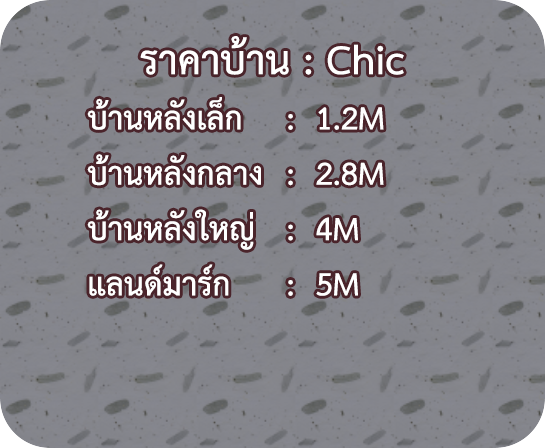 ราคาบ้าน : Chic
บ้านหลังเล็ก : 1.2M
บ้านหลังกลาง : 2.8M
บ้านหลังใหญ่ : 4M
แลนด์มาร์ก : 5M